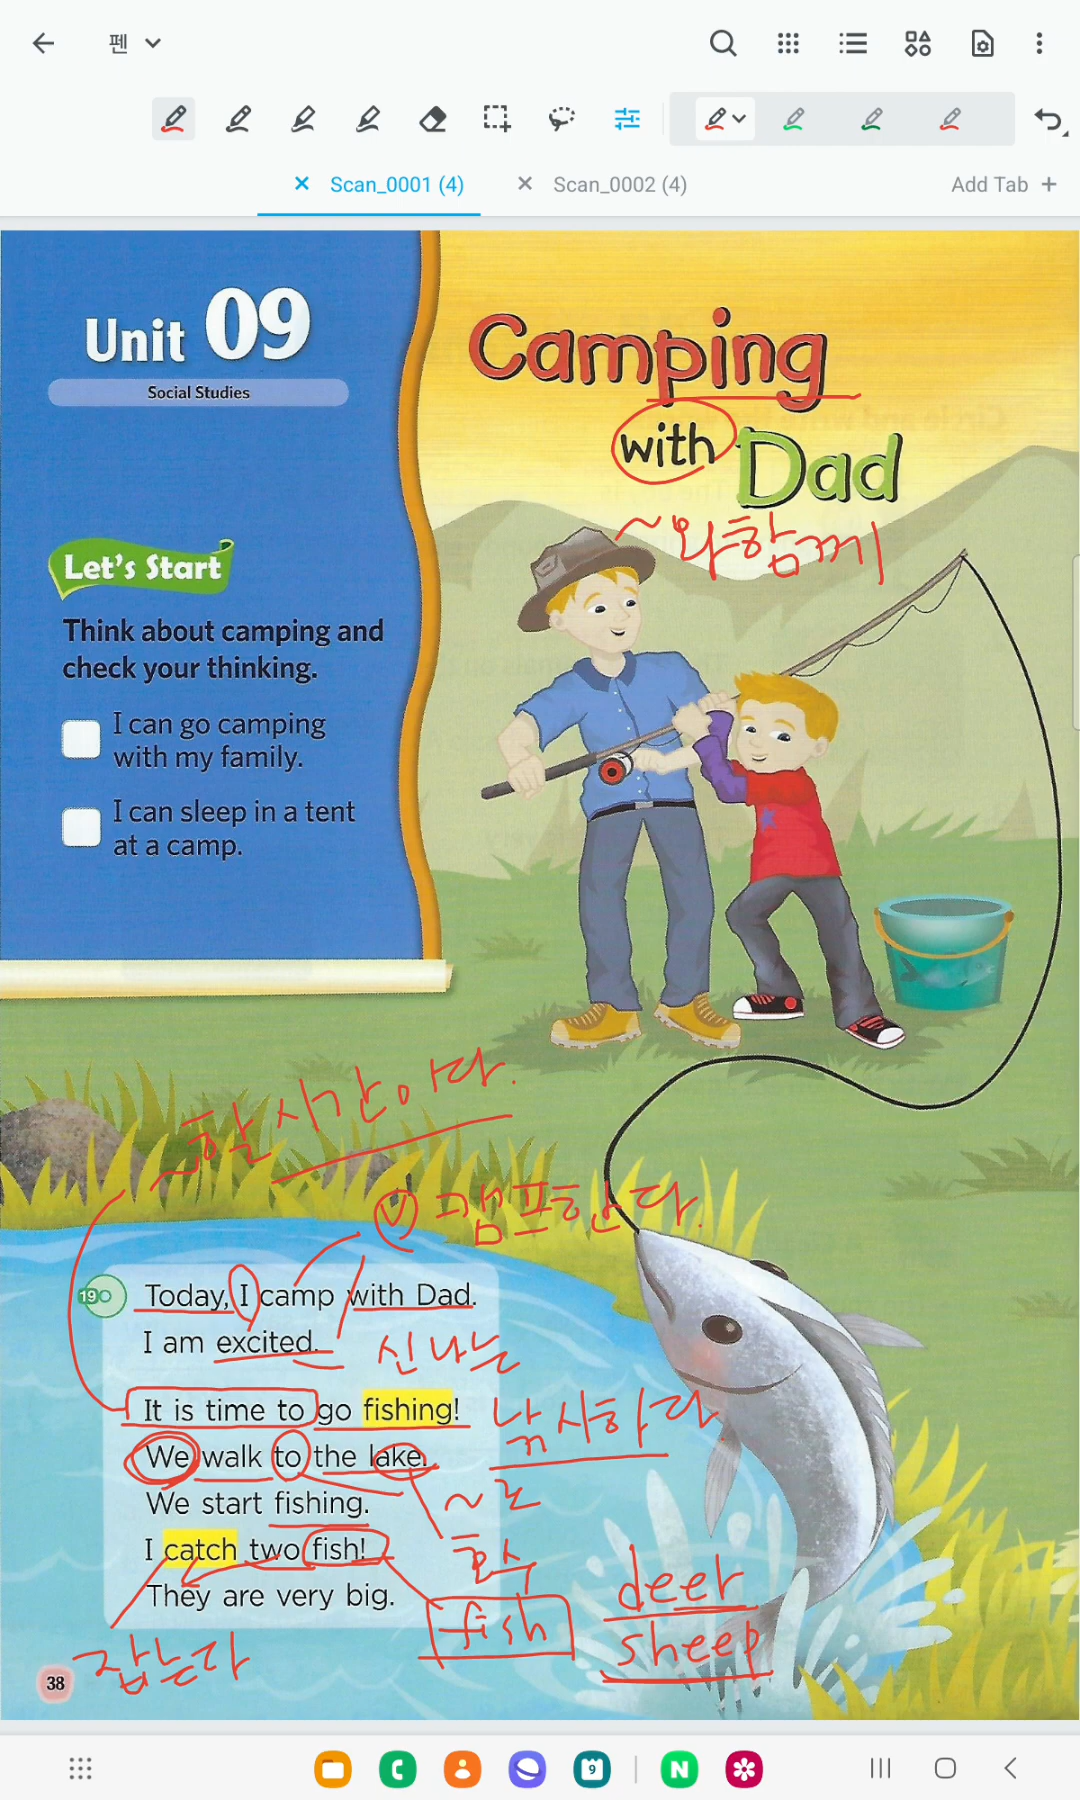 펜
Scan_0001 (4)
Scan_0002 (4)
Add Tab +
Unit 09
Social Studies
Camping
with Dad
~와함께
Let's Start
Think about camping and
check your thinking.
I can go camping
with my family.
I can sleep in a tent
at a camp.
~할시간이다.
ⓥ 캠프한다.
19
Today, I camp with Dad.
I am excited.
신나는
It is time to go fishing!
낚시하다
We walk to the lake.
~로
We start fishing.
호수
I catch two fish!
They are very big.
fish
deer
sheep
잡는다
38
9
N